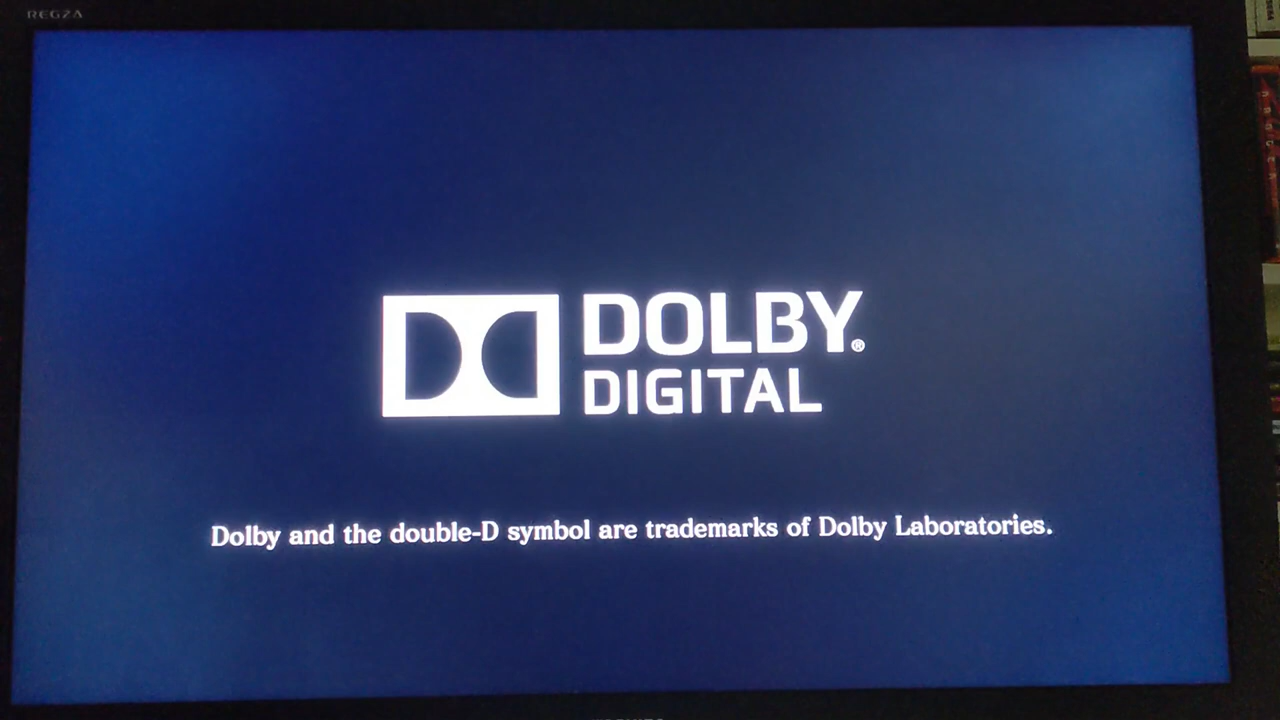 REGZA
DOLBY®
DIGITAL
Dolby and the double-D symbol are trademarks of Dolby Laboratories.